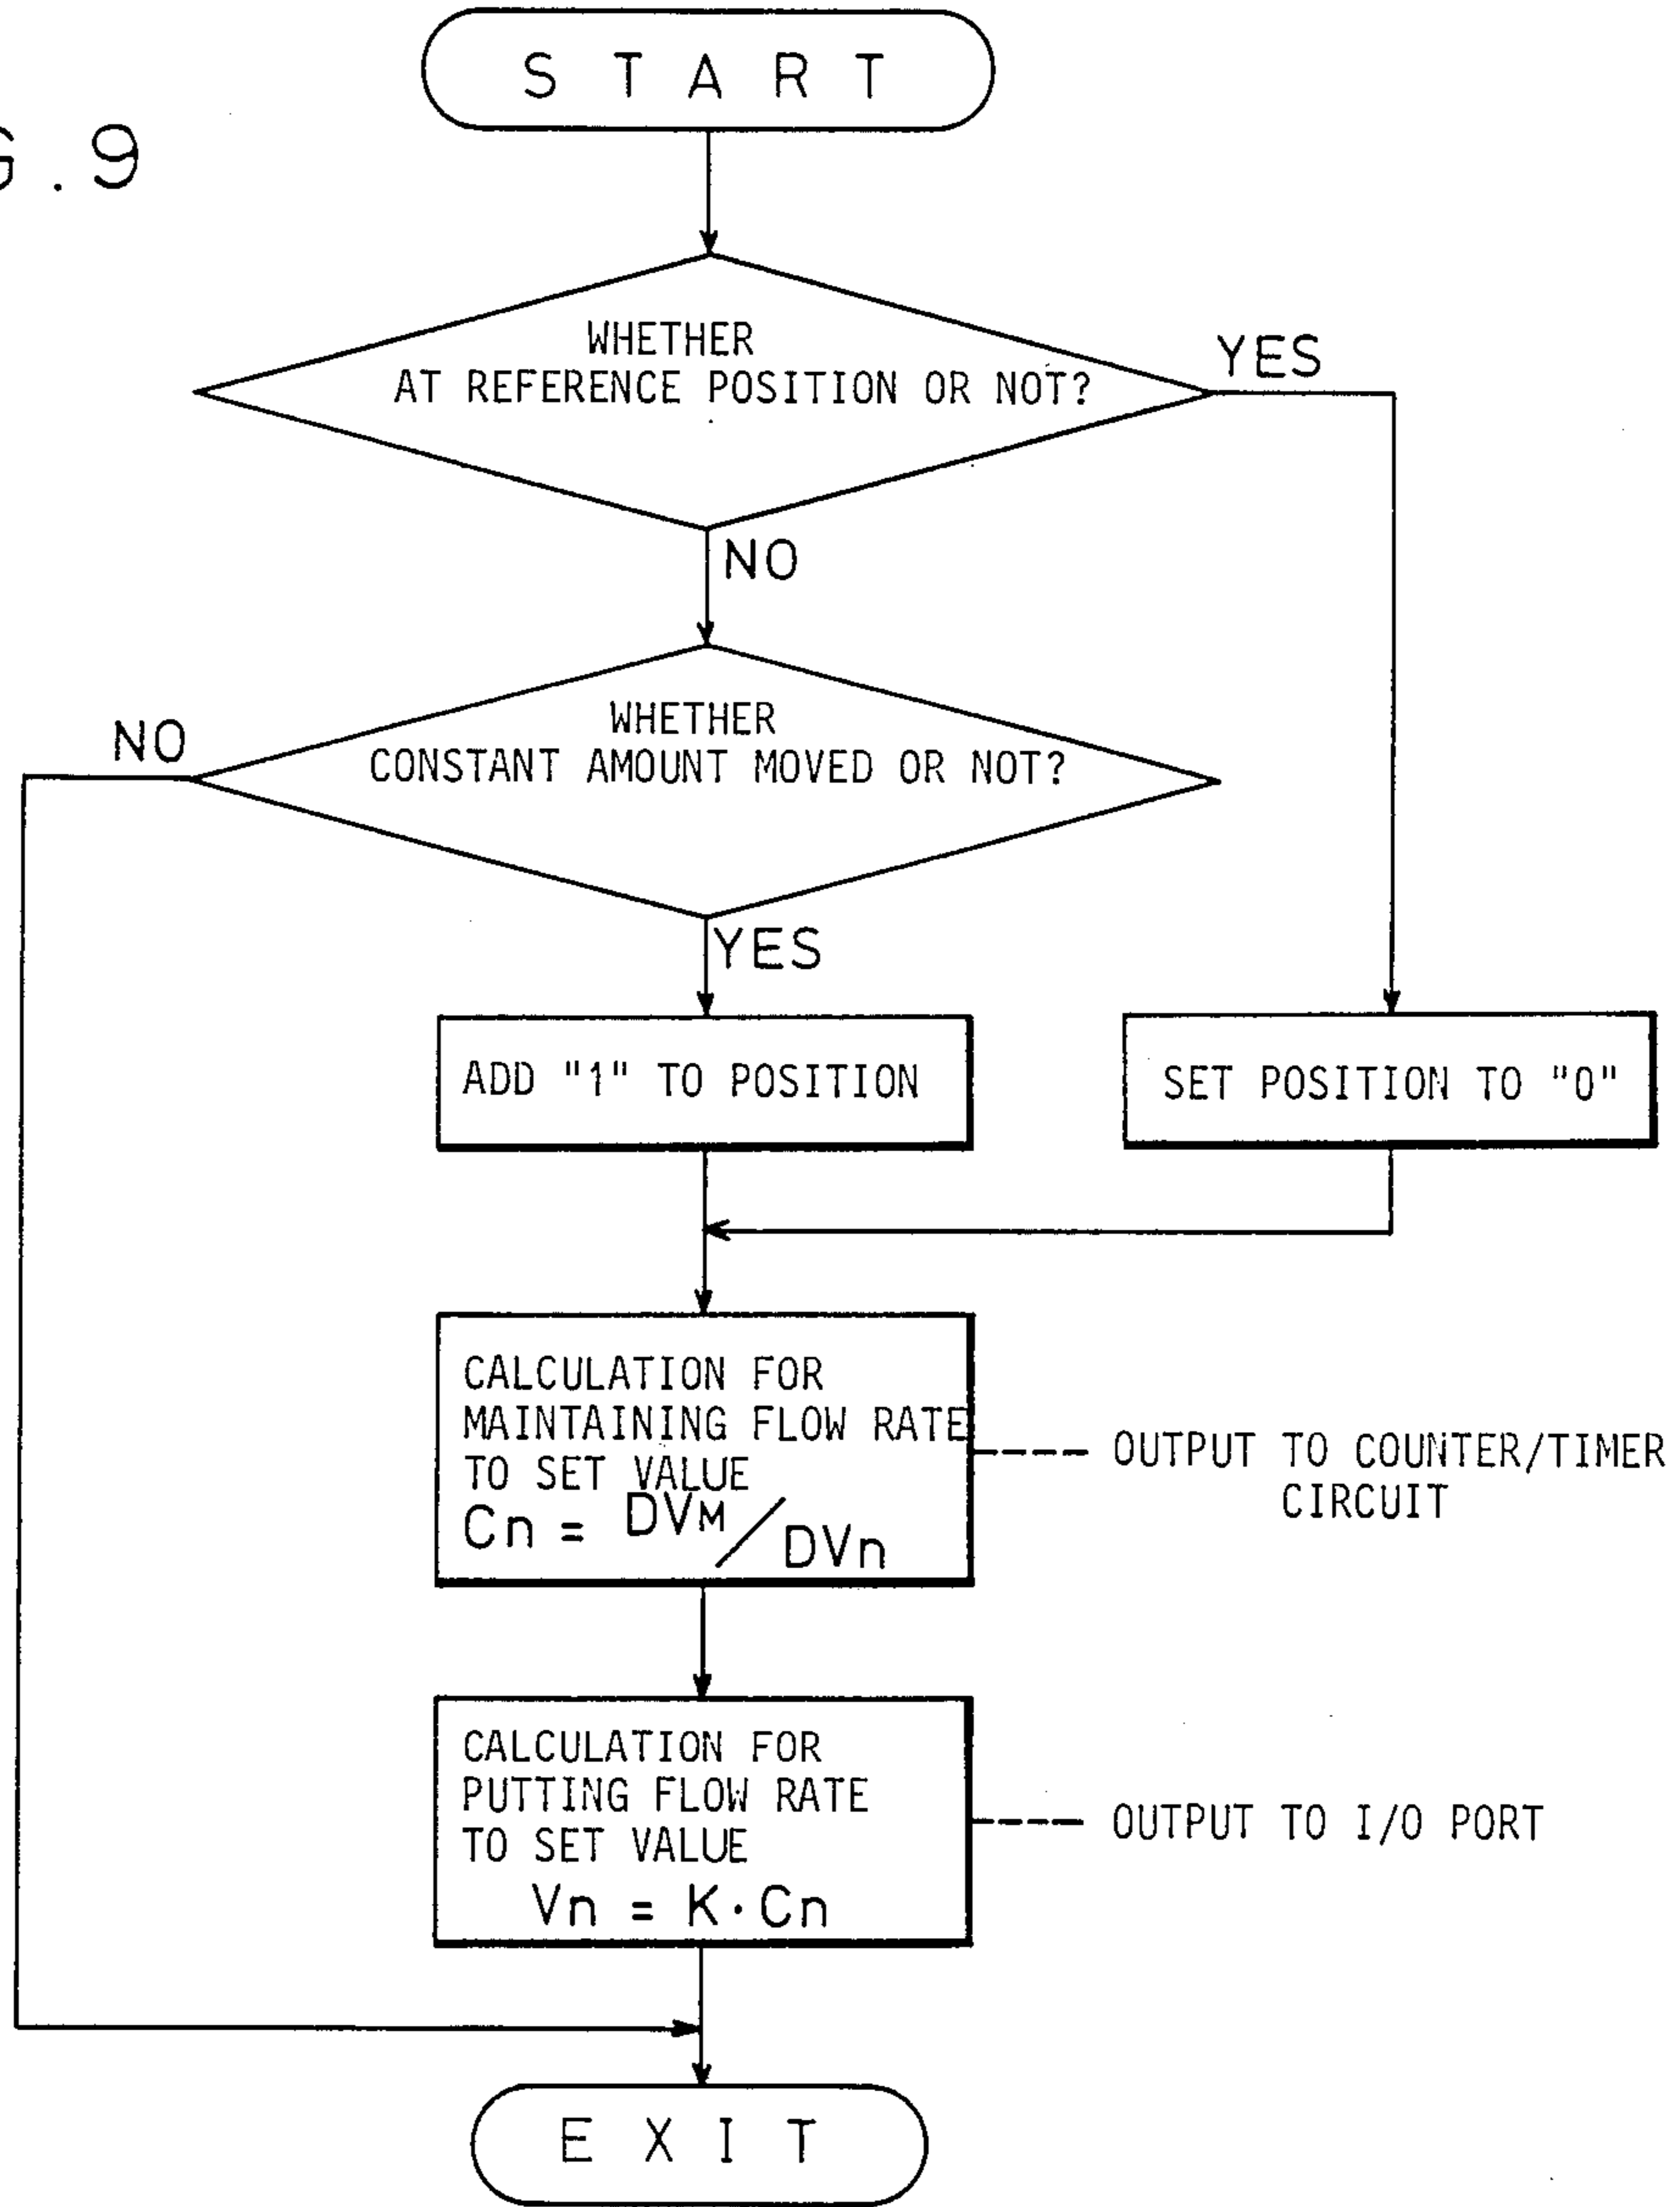 G.9
START
WHETHER
AT REFERENCE POSITION OR NOT?
YES
NO
WHETHER
CONSTANT AMOUNT MOVED OR NOT?
NO
YES
ADD "1" TO POSITION
SET POSITION TO "0"
CALCULATION FOR
MAINTAINING FLOW RATE
TO SET VALUE
Cn = DVM/DVn
OUTPUT TO COUNTER/TIMER
CIRCUIT
CALCULATION FOR
PUTTING FLOW RATE
TO SET VALUE
Vn = K·Cn
OUTPUT TO I/O PORT
EXIT